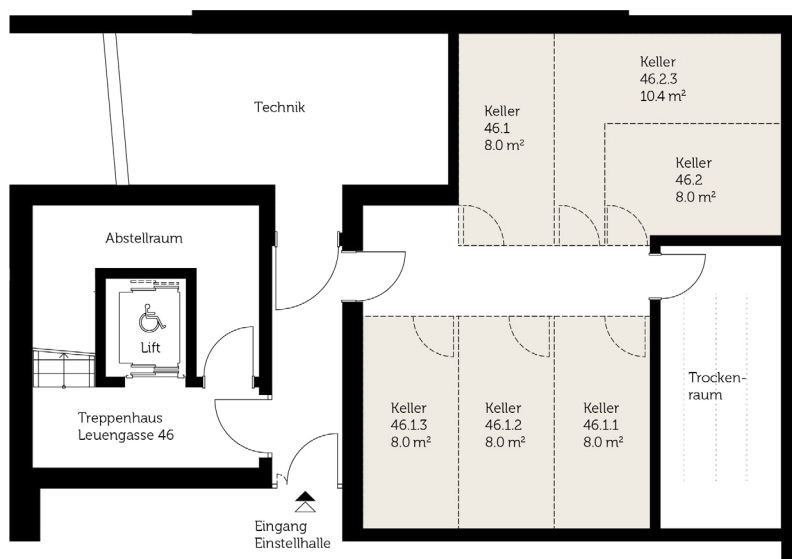 Technik
Keller
46.1
8.0 m²
Keller
46.2.3
10.4 m²
Keller
46.2
8.0 m²
Abstellraum
Lift
Treppenhaus
Leuengasse 46
Keller
46.1.3
8.0 m²
Keller
46.1.2
8.0 m²
Keller
46.1.1
8.0 m²
Trocken-
raum
Eingang
Einstellhalle